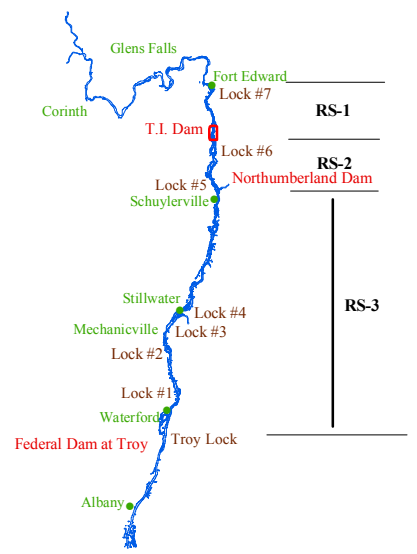 Glens Falls
Fort Edward
Lock #7
Corinth
RS-1
T.I. Dam
Lock #6
RS-2
Lock #5
Northumberland Dam
Schuylerville
Stillwater
RS-3
Lock #4
Mechanicville
Lock #3
Lock #2
Lock #1
Waterford
Federal Dam at Troy
Troy Lock
Albany